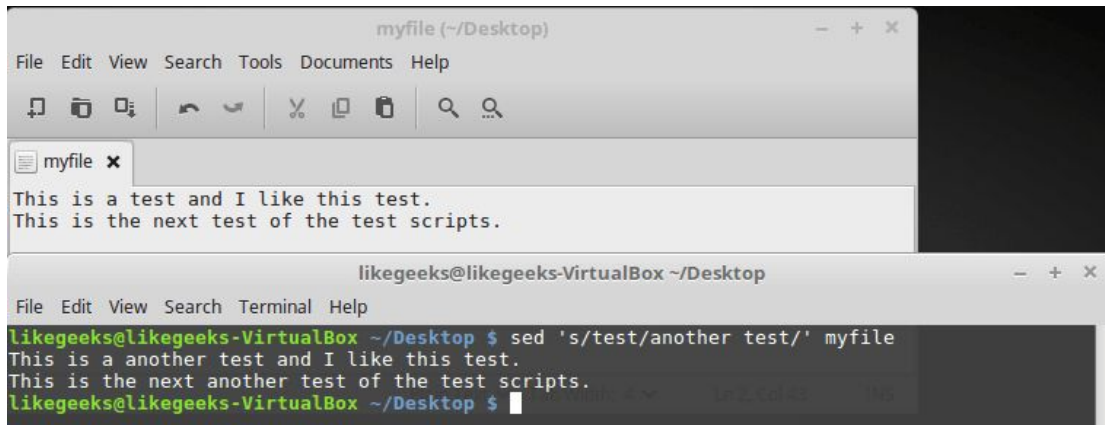 myfile (~/Desktop)
File Edit View Search Tools Documents Help
myfile
This is a test and I like this test.
This is the next test of the test scripts.
likegeeks@likegeeks-VirtualBox ~/Desktop
File Edit View Search Terminal Help
likegeeks@likegeeks-VirtualBox ~/Desktop $ sed 's/test/another test/' myfile
This is a another test and I like this test.
This is the next another test of the test scripts.
likegeeks@likegeeks-VirtualBox ~/Desktop $